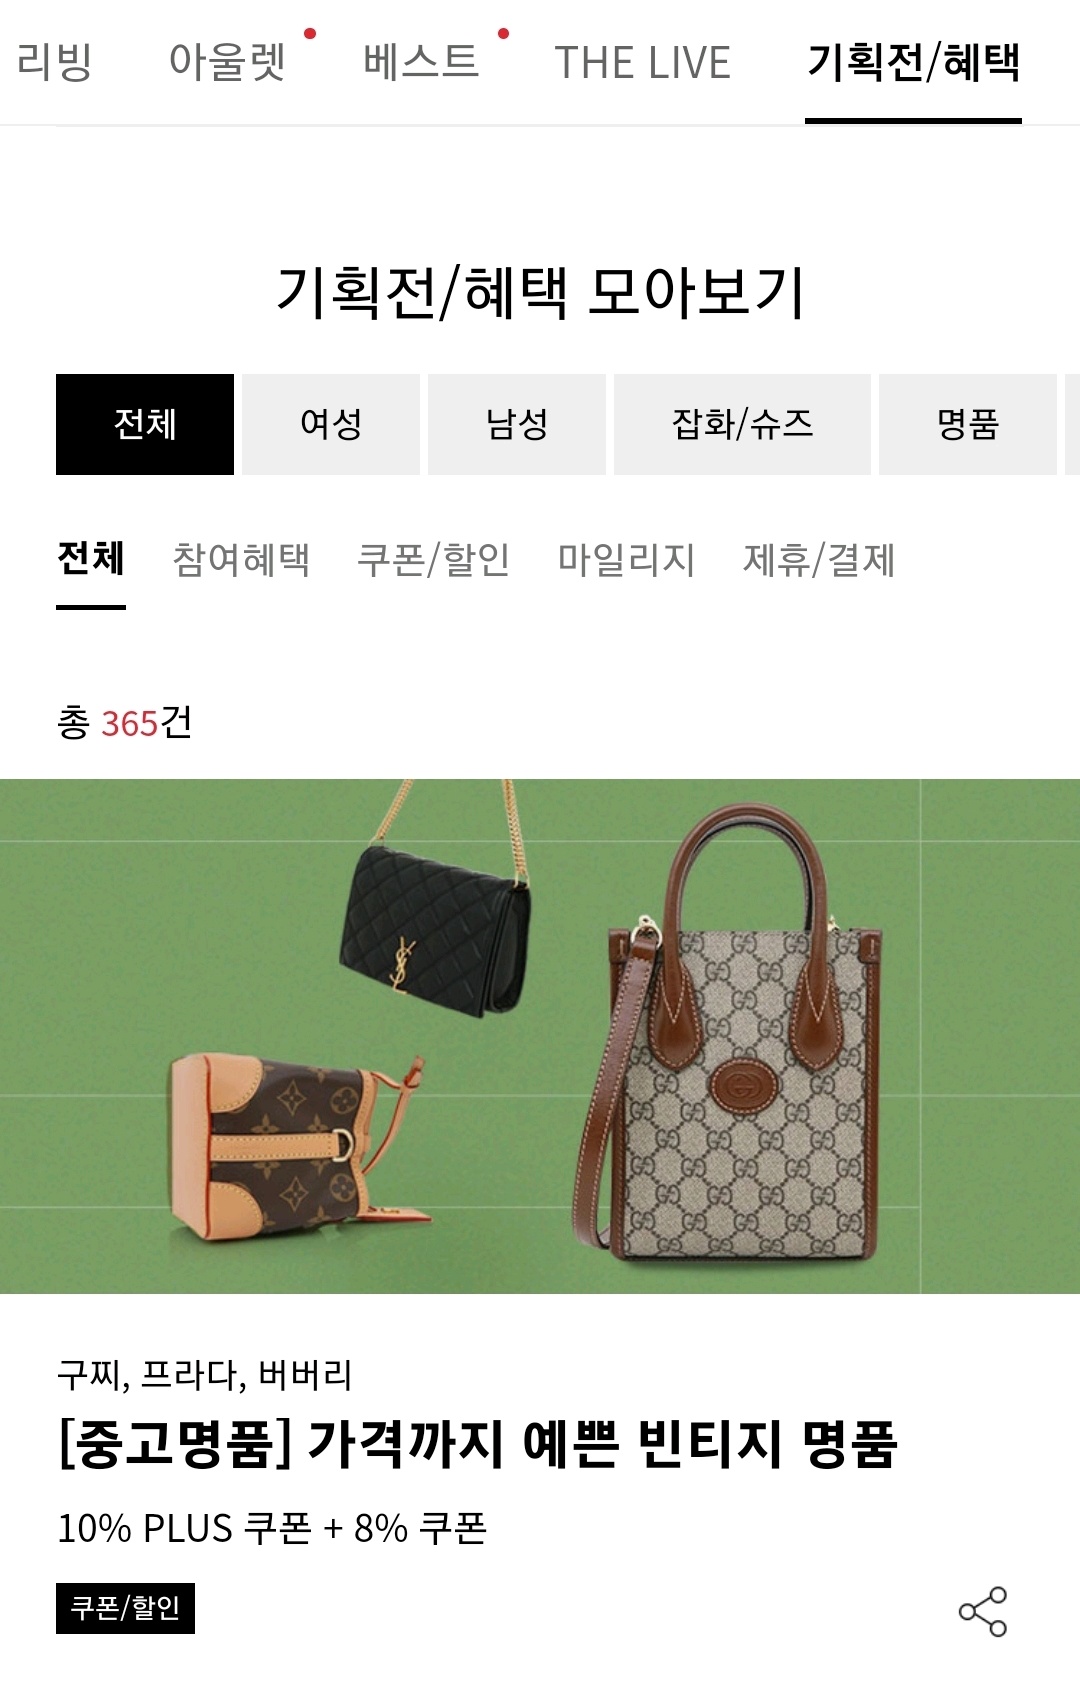 리빙 아울렛 베스트 THE LIVE 기획전/혜택
기획전/혜택 모아보기
전체 여성 남성 잡화/슈즈 명품
전체 참여혜택 쿠폰/할인 마일리지 제휴/결제
총 365건
구찌, 프라다, 버버리
[중고명품] 가격까지 예쁜 빈티지 명품
10% PLUS 쿠폰 + 8% 쿠폰
쿠폰/할인